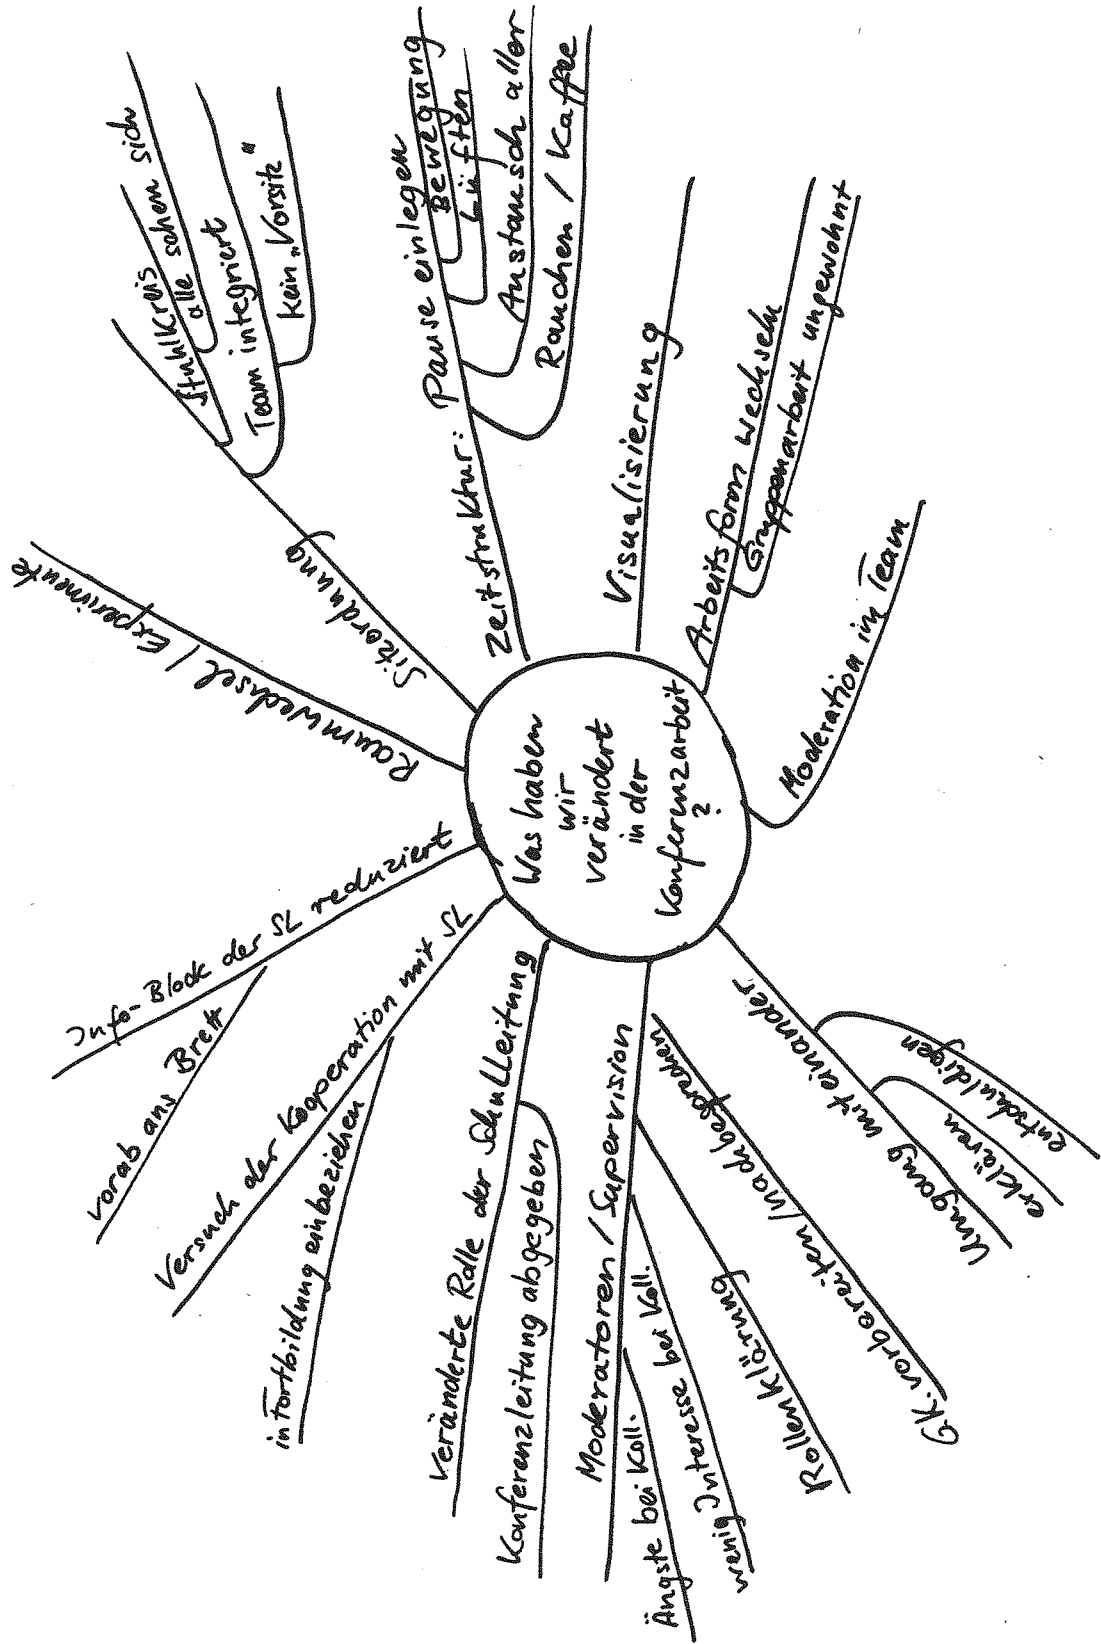 Was haben
wir
verändert
in der
Konferenzarbeit
?
Zeitstruktur: Pause einlegen
Bewegung
Lüften
Austausch aller
Rauchen / Kaffee
Visualisierung
Arbeitsform wechseln
Gruppenarbeit ungewohnt
Moderation im Team
Umgang miteinander
entschuldigen
erklären
Moderatoren / Supervision
G.K. vorbereiten / nachbesprechen
Rollenklärung
wenig Interesse bei Koll.
Ängste bei Koll.
Veränderte Rolle der Schulleitung
Konferenzleitung abgegeben
Versuch der Kooperation mit SL
in Fortbildung einbeziehen
Info-Block der SL reduziert
vorab ans Brett
Raumwechsel / Experimente
Sitzordnung
Stuhlkreis
alle sehen sich
Team integriert
kein "Vorsitz"